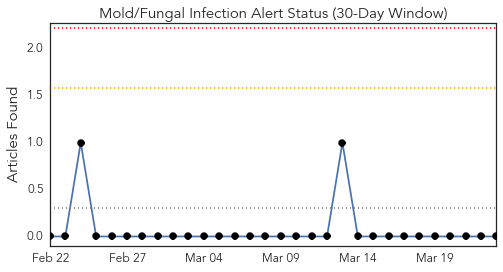 Mold/Fungal Infection Alert Status (30-Day Window)
Articles Found
2.0
1.5
1.0
0.5
0.0
Feb 22 Feb 27 Mar 04 Mar 09 Mar 14 Mar 19